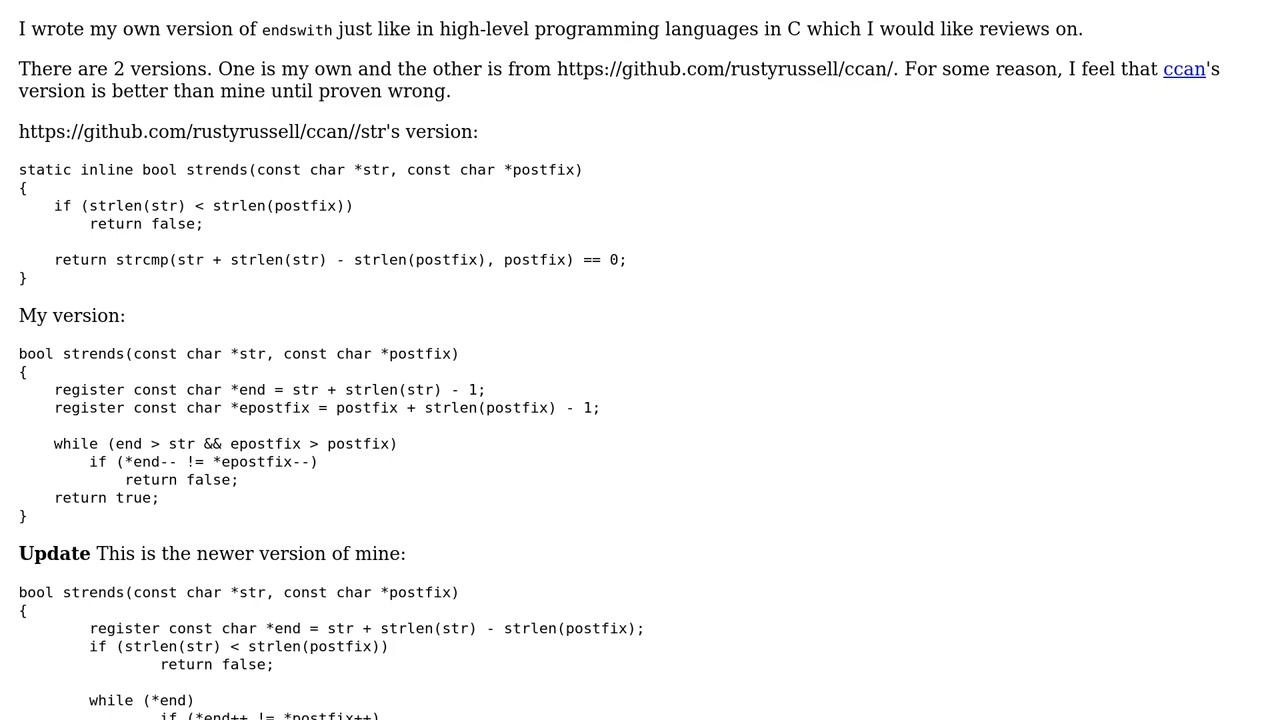 I wrote my own version of endswith just like in high-level programming languages in C which I would like reviews on.
There are 2 versions. One is my own and the other is from https://github.com/rustyrussell/ccan/. For some reason, I feel that ccan's
version is better than mine until proven wrong.
https://github.com/rustyrussell/ccan//str's version:
static inline bool strends(const char *str, const char *postfix)
{
    if (strlen(str) < strlen(postfix))
        return false;

    return strcmp(str + strlen(str) - strlen(postfix), postfix) == 0;
}
My version:
bool strends(const char *str, const char *postfix)
{
    register const char *end = str + strlen(str) - 1;
    register const char *epostfix = postfix + strlen(postfix) - 1;

    while (end > str && epostfix > postfix)
        if (*end-- != *epostfix--)
            return false;
    return true;
}
Update This is the newer version of mine:
bool strends(const char *str, const char *postfix)
{
        register const char *end = str + strlen(str) - strlen(postfix);
        if (strlen(str) < strlen(postfix))
                return false;

        while (*end)
                if (*end++ != *postfix++)